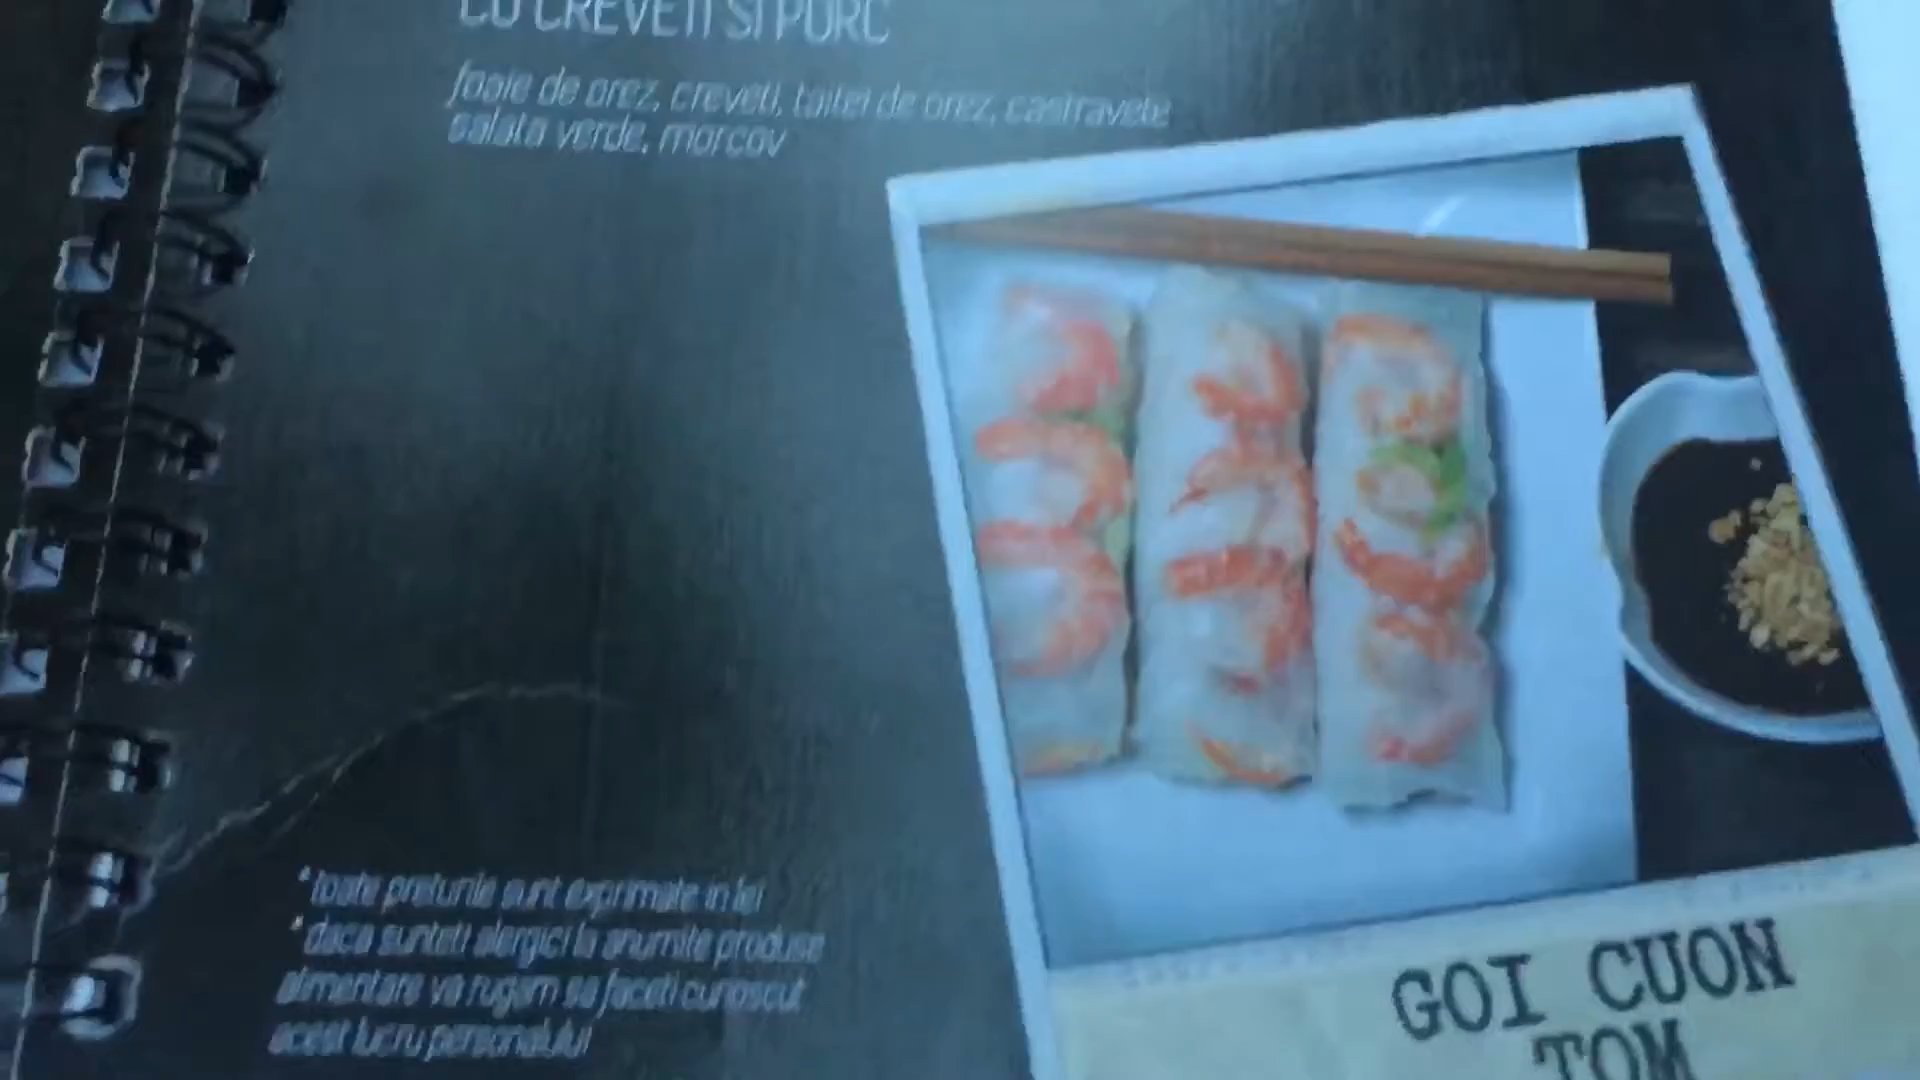 CU CREVETI SI PORC
foaie de orez, creveti, taitei de orez, castravete
salata verde, morcov
* toate preturile sunt exprimate in lei
* daca sunteti alergici la anumite produse
alimentare va rugam sa faceti cunoscut
acest lucru personalului
GOI CUON
TOM